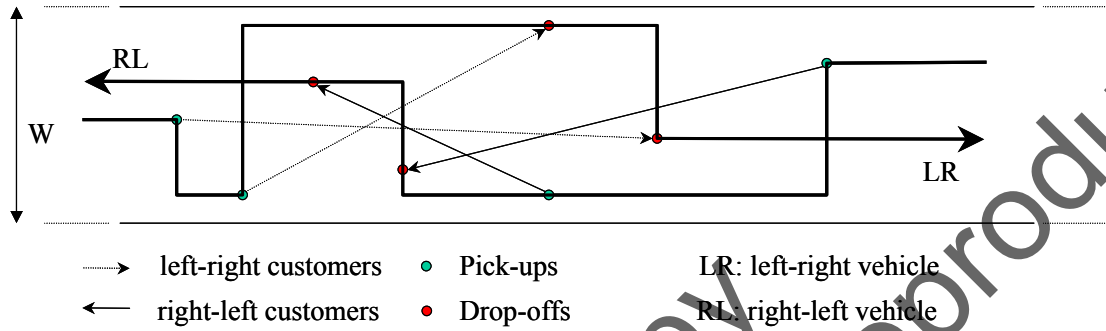 RL
W
LR
left-right customers Pick-ups LR: left-right vehicle
right-left customers Drop-offs RL: right-left vehicle